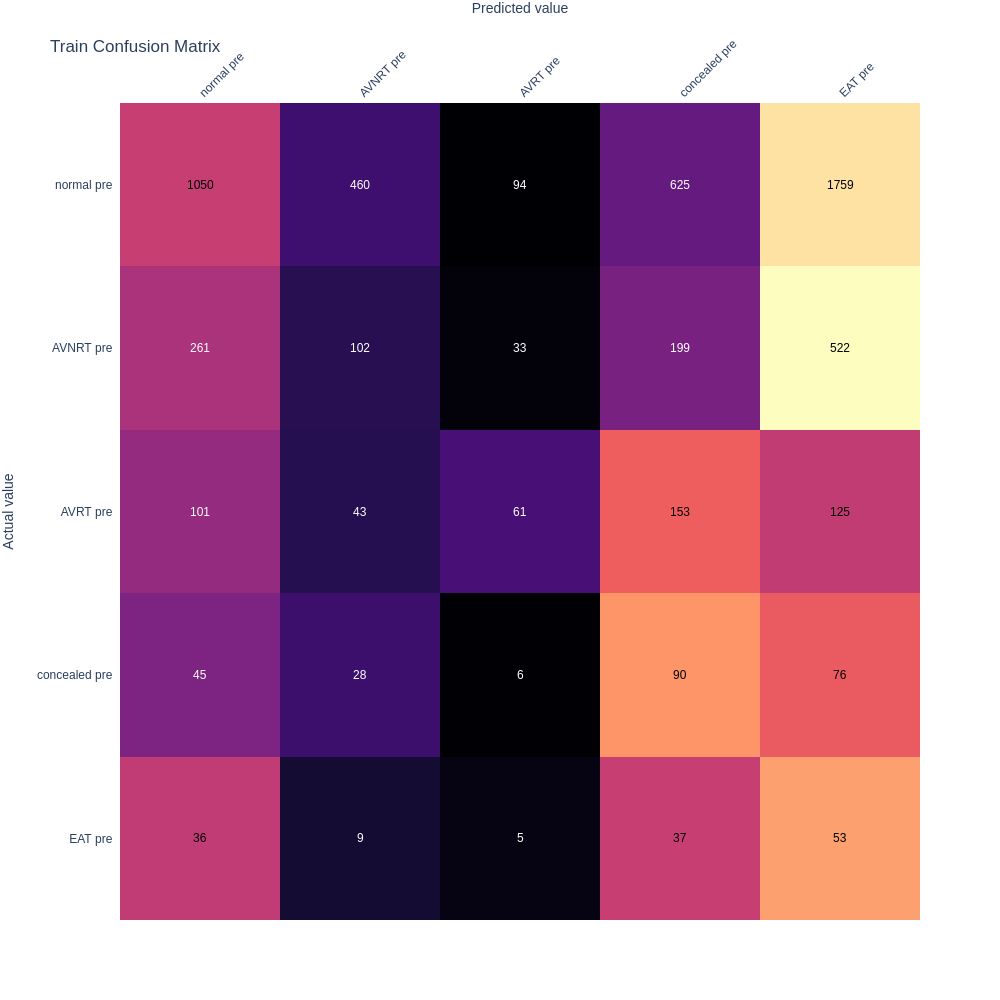 Predicted value
Train Confusion Matrix
normal pre AVNRT pre AVRT pre concealed pre EAT pre
normal pre 1050 460 94 625 1759
AVNRT pre 261 102 33 199 522
Actual value
AVRT pre 101 43 61 153 125
concealed pre 45 28 6 90 76
EAT pre 36 9 5 37 53